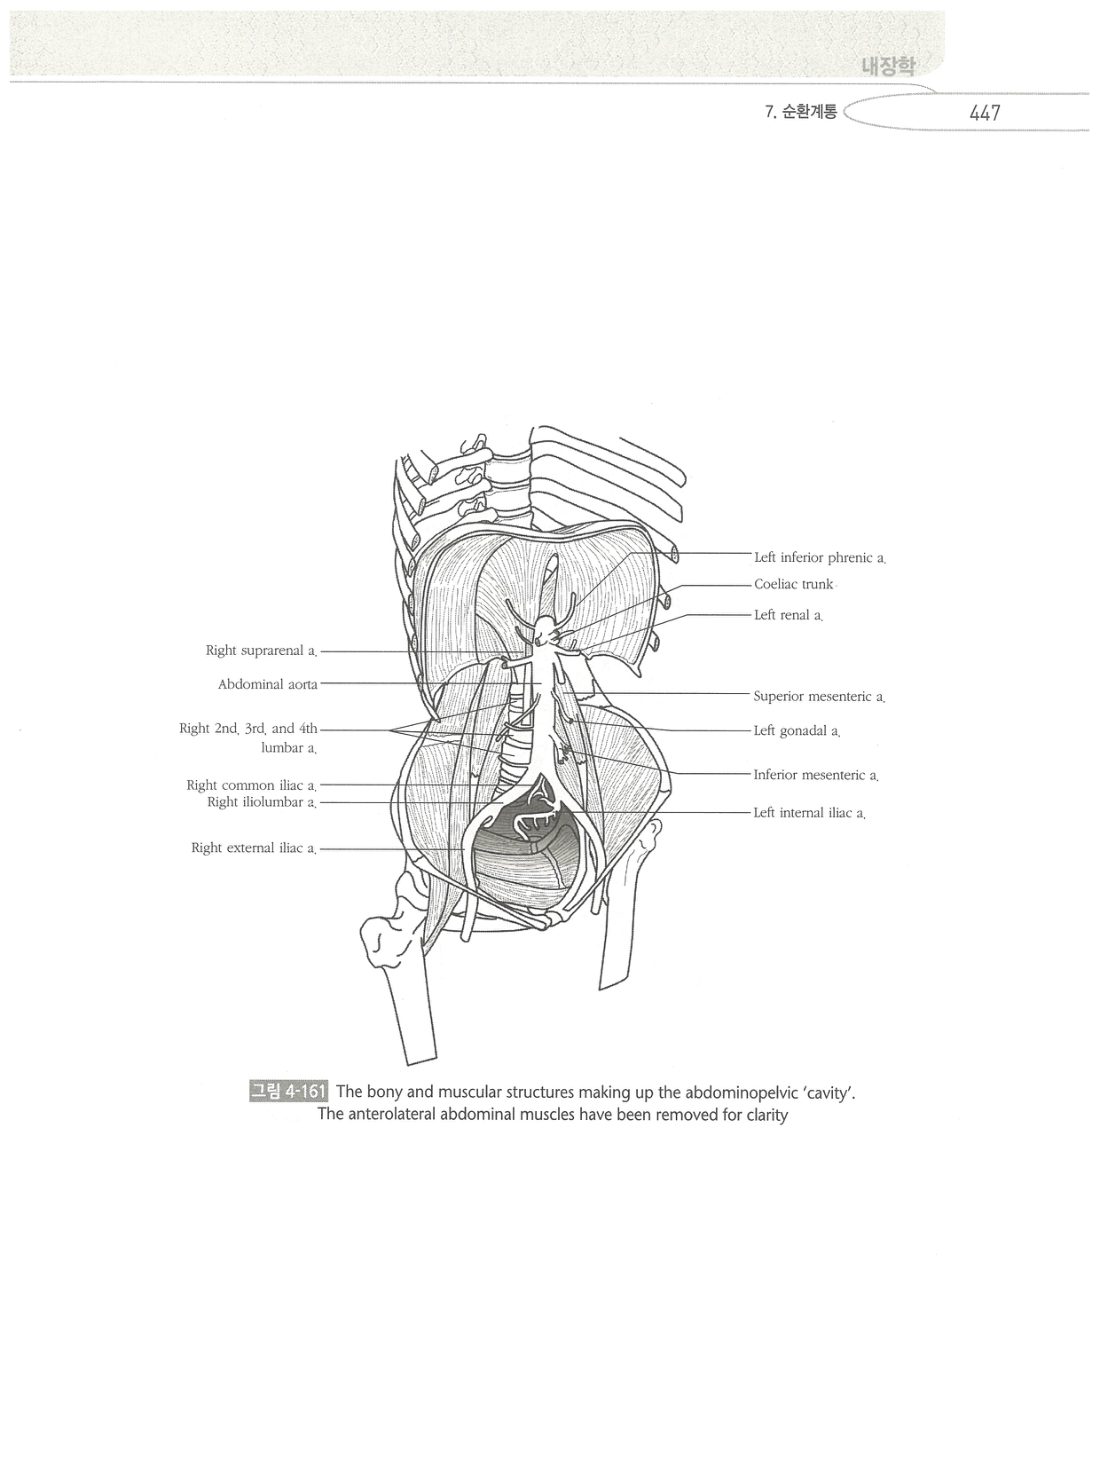 내장학
7. 순환계통
447
Left inferior phrenic a.
Coeliac trunk
Left renal a.
Right suprarenal a.
Abdominal aorta
Superior mesenteric a.
Right 2nd, 3rd, and 4th
lumbar a.
Left gonadal a.
Inferior mesenteric a.
Right common iliac a.
Right iliolumbar a.
Left internal iliac a.
Right external iliac a.
그림 4-161 The bony and muscular structures making up the abdominopelvic ‘cavity’.
The anterolateral abdominal muscles have been removed for clarity